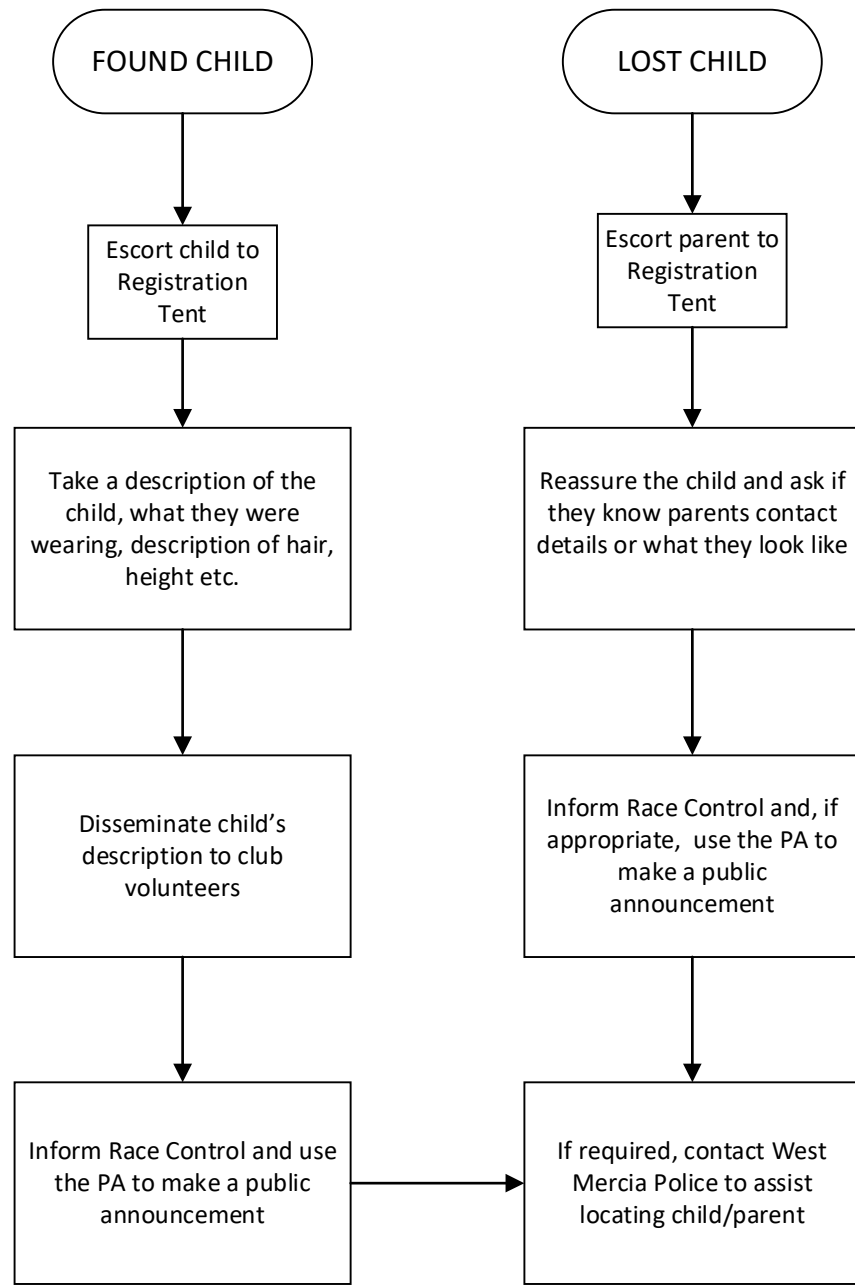 FOUND CHILD
Escort child to
Registration
Tent
Take a description of the
child, what they were
wearing, description of hair,
height etc.
Disseminate child’s
description to club
volunteers
Inform Race Control and use
the PA to make a public
announcement
LOST CHILD
Escort parent to
Registration
Tent
Reassure the child and ask if
they know parents contact
details or what they look like
Inform Race Control and, if
appropriate, use the PA to
make a public
announcement
If required, contact West
Mercia Police to assist
locating child/parent